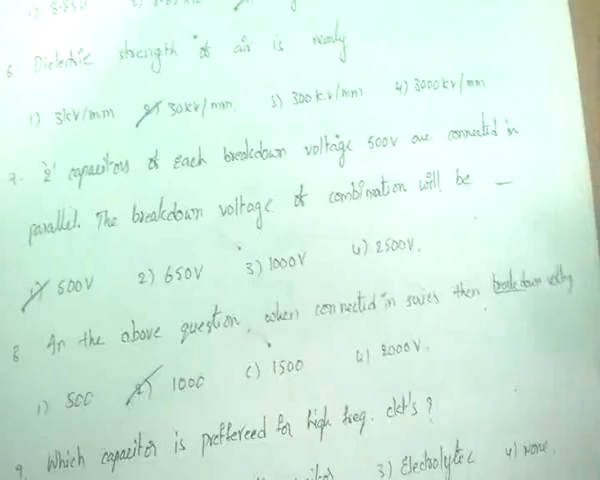 1) 8.850
6 Dielectric strength of air is nearly
1) 3kV/mm 2) 30kV/mm 3) 300kV/mm 4) 3000kV/mm
7. '2' capacitors of each breakdown voltage 500V are connected in
parallel. The breakdown voltage of combination will be —
1) 500V 2) 650V 3) 1000V 4) 2500V.
8 In the above question, when connected in series then breakdown voltag
1) 500 2) 1000 C) 1500 4) 2000V.
9. Which capacitor is preffered for high freq. ckt's?
3) Electrolytic 4) None.